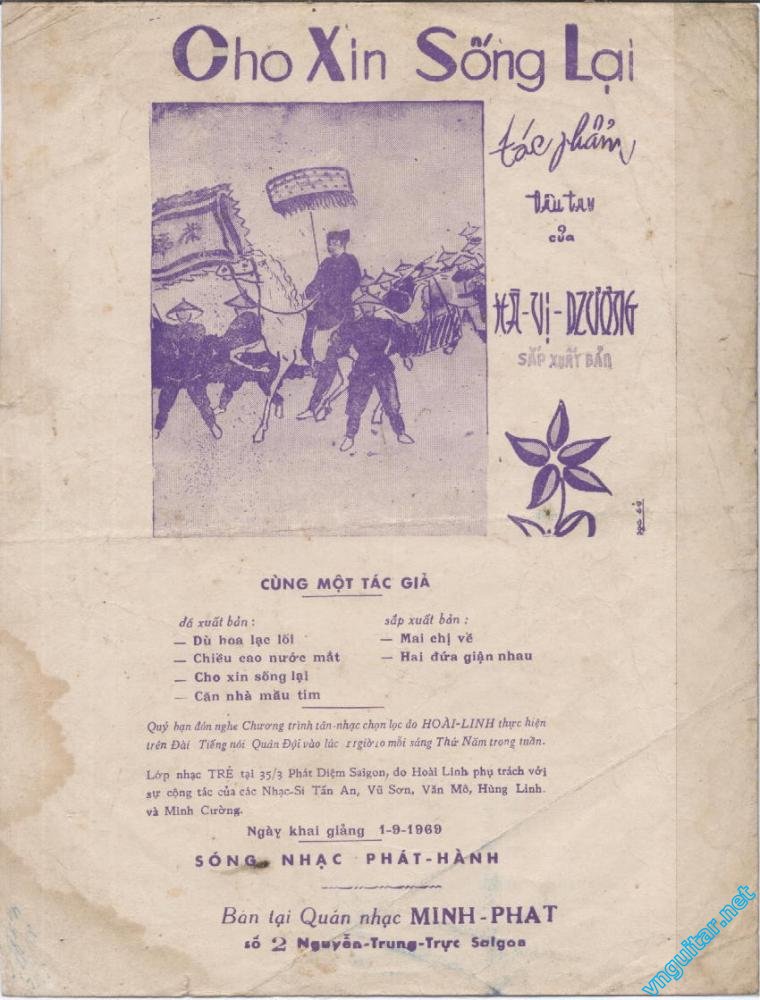 Cho Xin Sống Lại
tác phẩm
đầu tay
của
HÀ-VỊ-DZƯƠNG
SẮP XUẤT BẢN
CÙNG MỘT TÁC GIẢ
đã xuất bản :
— Dù hoa lạc lối
— Chiều cao nước mắt
— Cho xin sống lại
— Căn nhà mầu tím
sắp xuất bản :
— Mai chị về
— Hai đứa giận nhau
Quý bạn đón nghe Chương trình tân-nhạc chọn lọc do HOÀI-LINH thực hiện
trên Đài Tiếng nói Quân Đội vào lúc 11giờ10 mỗi sáng Thứ Năm trong tuần.
Lớp nhạc TRẺ tại 35/3 Phát Diệm Saigon, do Hoài Linh phụ trách với
sự cộng tác của các Nhạc-Sĩ Tấn An, Vũ Sơn, Văn Mô, Hùng Linh
và Minh Cường.
Ngày khai giảng 1-9-1969
SÓNG NHẠC PHÁT-HÀNH
Bán tại Quán nhạc MINH-PHAT
số 2 Nguyễn-Trung-Trực Saigon
vnguitar.net